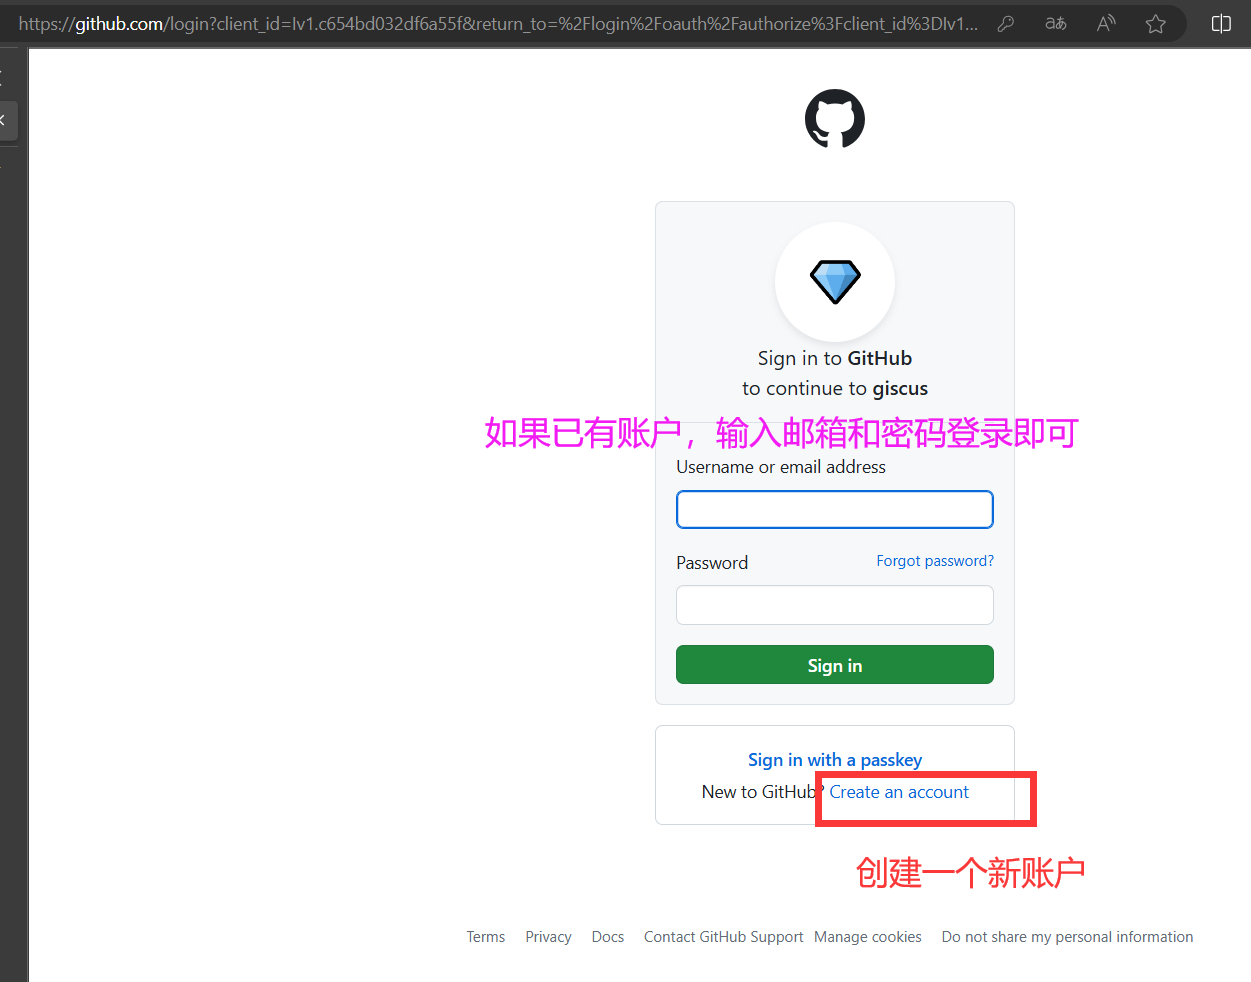 https://github.com/login?client_id=Iv1.c654bd032df6a55f&return_to=%2Flogin%2Foauth%2Fauthorize%3Fclient_id%3DIv1...
Sign in to GitHub
to continue to giscus
如果已有账户，输入邮箱和密码登录即可
Username or email address
Password
Forgot password?
Sign in
Sign in with a passkey
New to GitHub? Create an account
创建一个新账户
Terms Privacy Docs Contact GitHub Support Manage cookies Do not share my personal information